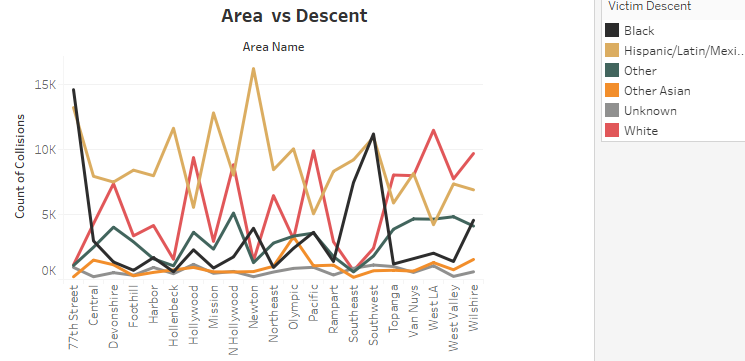 Area vs Descent
Area Name
Count of Collisions
15K
10K
5K
0K
77th Street
Central
Devonshire
Foothill
Harbor
Hollenbeck
Hollywood
Mission
N Hollywood
Newton
Northeast
Olympic
Pacific
Rampart
Southeast
Southwest
Topanga
Van Nuys
West LA
West Valley
Wilshire
Victim Descent
Black
Hispanic/Latin/Mexi...
Other
Other Asian
Unknown
White